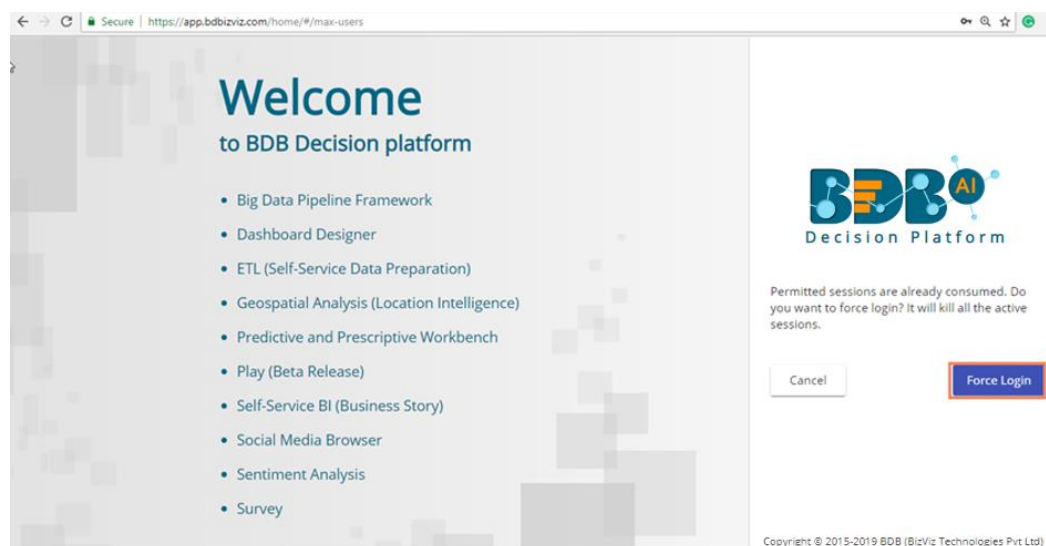 Secure | https://app.bdbizviz.com/home/#/max-users
Welcome
to BDB Decision platform
• Big Data Pipeline Framework
• Dashboard Designer
• ETL (Self-Service Data Preparation)
• Geospatial Analysis (Location Intelligence)
• Predictive and Prescriptive Workbench
• Play (Beta Release)
• Self-Service BI (Business Story)
• Social Media Browser
• Sentiment Analysis
• Survey
BDB AI
Decision Platform
Permitted sessions are already consumed. Do
you want to force login? It will kill all the active
sessions.
Cancel
Force Login
Copyright © 2015-2019 BDB (BizViz Technologies Pvt Ltd)